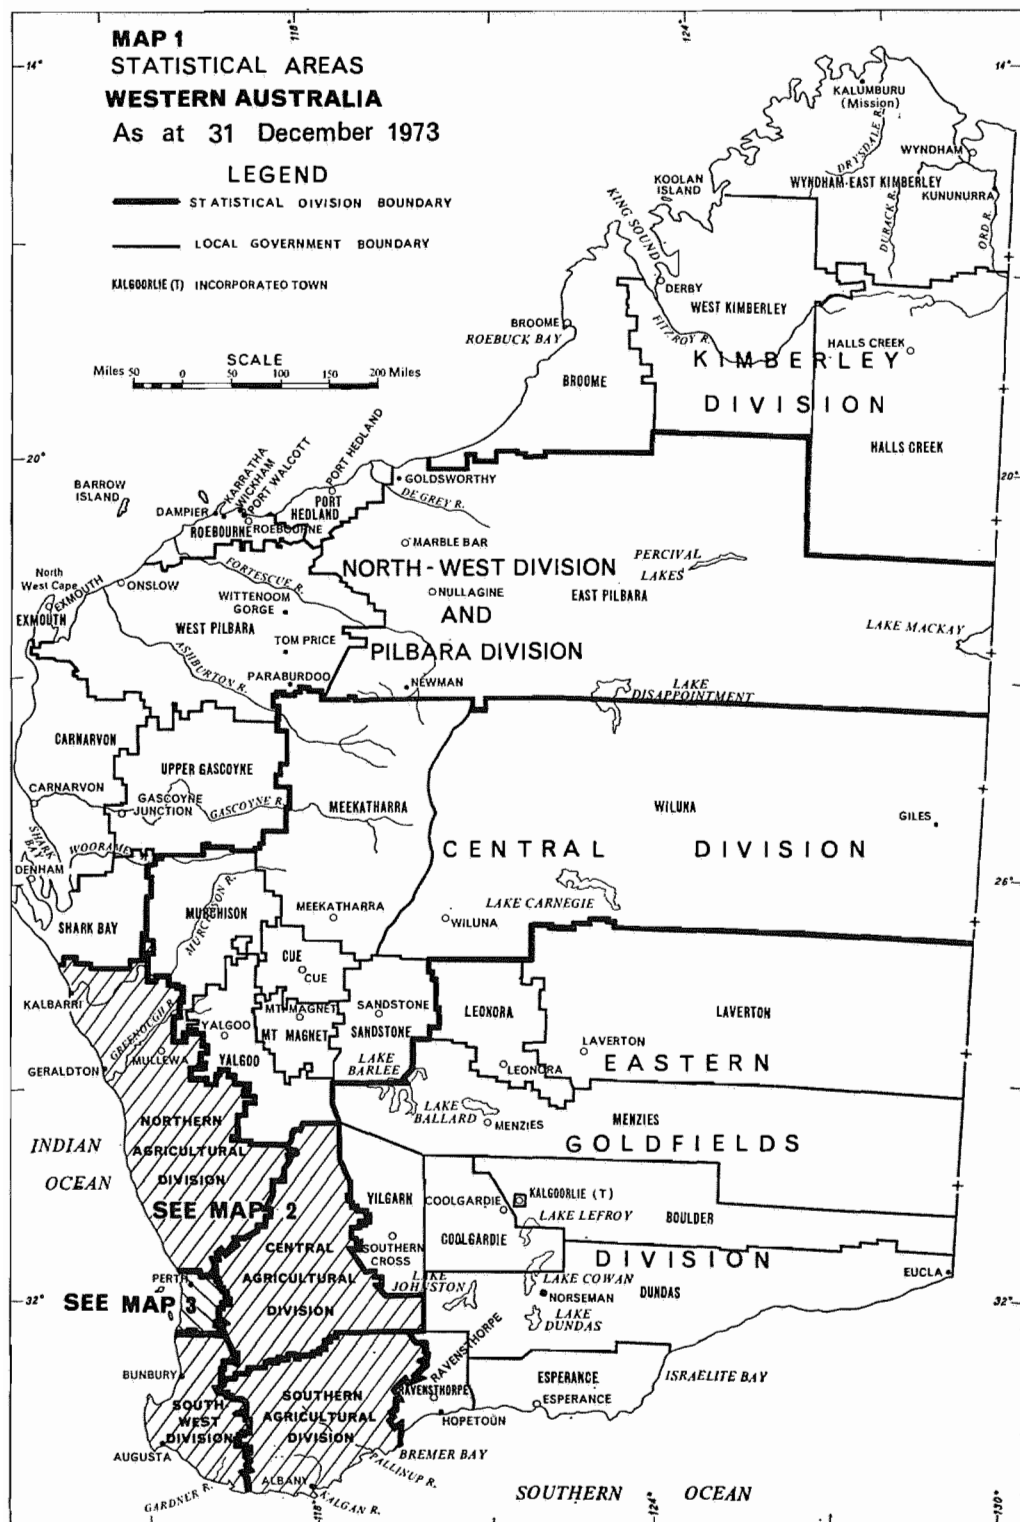 118°
124°
14°
14°
MAP 1
STATISTICAL AREAS
WESTERN AUSTRALIA
As at 31 December 1973
LEGEND
STATISTICAL DIVISION BOUNDARY
LOCAL GOVERNMENT BOUNDARY
KALGOORLIE (T) INCORPORATED TOWN
SCALE
Miles 50 0 50 100 150 200 Miles
KALUMBURU
(Mission)
DRYSDALE R.
WYNDHAM
WYNDHAM-EAST KIMBERLEY
KUNUNURRA
DURACK R.
ORD R.
KOOLAN
ISLAND
KING SOUND
DERBY
WEST KIMBERLEY
FITZROY R.
BROOME
ROEBUCK BAY
HALLS CREEK
KIMBERLEY
DIVISION
BROOME
HALLS CREEK
20°
20°
BARROW
ISLAND
DAMPIER
KARRATHA
WICKHAM
PORT WALCOTT
PORT HEDLAND
PORT
HEDLAND
ROEBOURNE
ROEBOURNE
GOLDSWORTHY
DE GREY R.
MARBLE BAR
NORTH-WEST DIVISION
AND
PILBARA DIVISION
PERCIVAL
LAKES
EAST PILBARA
NULLAGINE
LAKE MACKAY
North
West Cape
EXMOUTH
EXMOUTH
ONSLOW
FORTESCUE R.
WITTENOOM
GORGE
WEST PILBARA
TOM PRICE
ASHBURTON R.
PARABURDOO
NEWMAN
LAKE
DISAPPOINTMENT
CARNARVON
UPPER GASCOYNE
CARNARVON
GASCOYNE
JUNCTION
GASCOYNE R.
MEEKATHARRA
WILUNA
GILES
SHARK
BAY
WOORAMEL R.
DENHAM
CENTRAL DIVISION
26°
26°
SHARK BAY
MURCHISON
MURCHISON R.
MEEKATHARRA
LAKE CARNEGIE
WILUNA
CUE
CUE
KALBARRI
GREENOUGH R.
MT MAGNET
MT MAGNET
SANDSTONE
SANDSTONE
LEONORA
LAVERTON
YALGOO
YALGOO
MULLEWA
GERALDTON
LAVERTON
EASTERN
LEONORA
LAKE
BARLEE
LAKE
BALLARD
MENZIES
MENZIES
GOLDFIELDS
NORTHERN
AGRICULTURAL
DIVISION
INDIAN
OCEAN
SEE MAP 2
YILGARN
COOLGARDIE
KALGOORLIE (T)
LAKE LEFROY
BOULDER
COOLGARDIE
CENTRAL
AGRICULTURAL
DIVISION
SOUTHERN
CROSS
DIVISION
EUCLA
PERTH
SEE MAP 3
32°
32°
LAKE
JOHNSTON
LAKE COWAN
NORSEMAN
DUNDAS
LAKE
DUNDAS
BUNBURY
RAVENSTHORPE
RAVENSTHORPE
ESPERANCE
ESPERANCE
ISRAELITE BAY
HOPETOUN
SOUTH
WEST
DIVISION
SOUTHERN
AGRICULTURAL
DIVISION
AUGUSTA
BREMER BAY
PALLINUP R.
ALBANY
GARDNER R.
KALGAN R.
SOUTHERN OCEAN
118°
124°
130°